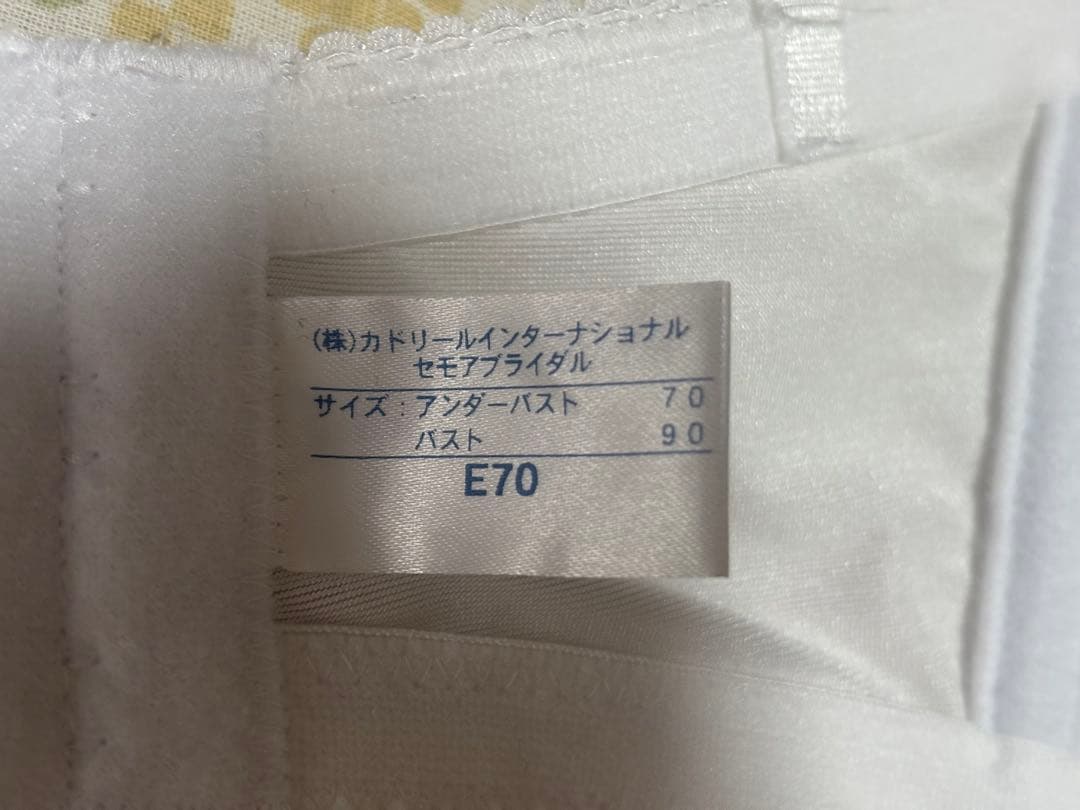 (株)カドリールインターナショナル
セモアブライダル
サイズ：アンダーバスト 70
バスト 90
E70